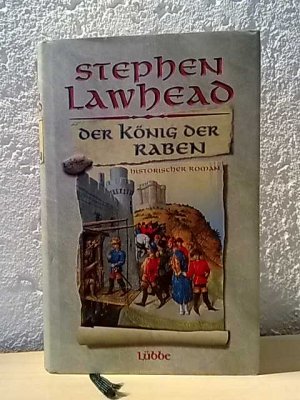 STEPHEN
LAWHEAD
DER KÖNIG DER
RABEN
HISTORISCHER ROMAN
LÜBBE